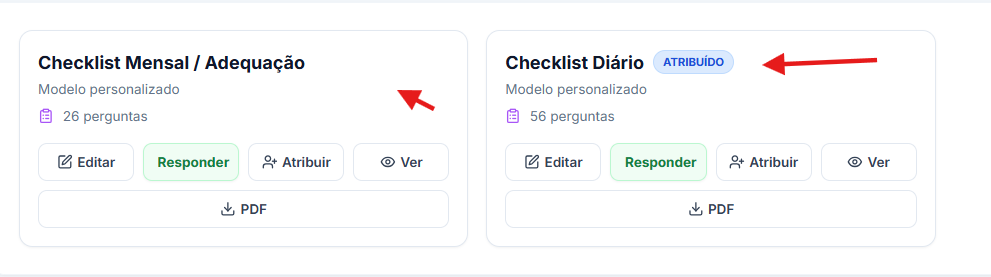 Checklist Mensal / Adequação
Modelo personalizado
26 perguntas
Editar Responder Atribuir Ver
PDF
Checklist Diário ATRIBUÍDO
Modelo personalizado
56 perguntas
Editar Responder Atribuir Ver
PDF